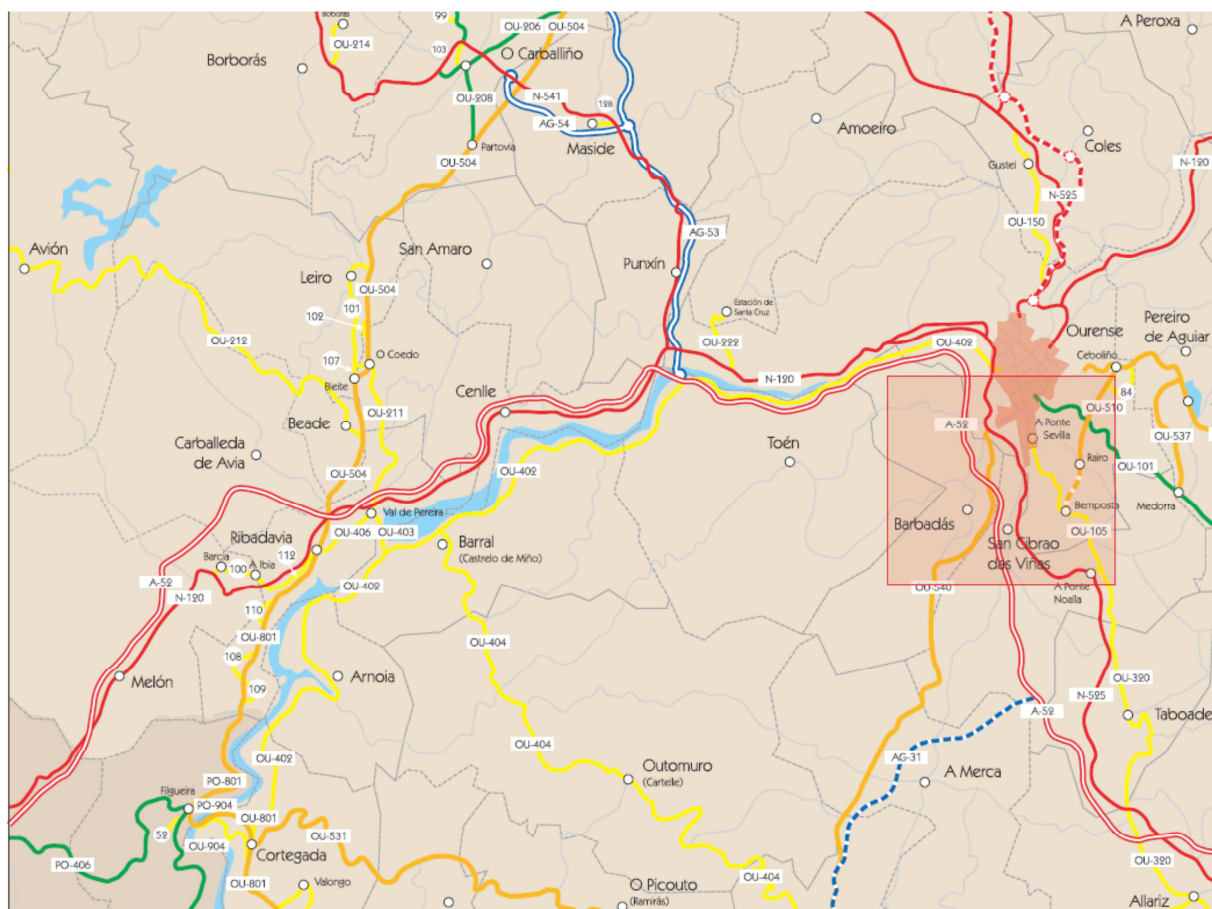 Boborás
99
OU-206
OU-504
A Peroxa
OU-214
103
O Carballiño
Borborás
N-541
OU-208
128
AG-54
Maside
Amoeiro
Coles
Partovia
OU-504
Gustei
N-120
N-525
OU-150
AG-53
Avión
San Amaro
Punxín
Leiro
OU-504
101
102
Estación de
Santa Cruz
Pereiro
de Aguiar
Ourense
OU-212
OU-222
OU-402
107
O Coedo
Ceboliño
Bieite
N-120
84
Cenlle
OU-211
OU-510
Beade
A-52
A Ponte
Sevilla
OU-537
Carballeda
de Avia
Toén
OU-402
Rairo
OU-101
OU-504
Medorra
Val de Pereira
Barbadás
Bemposta
OU-406
OU-403
San Cibrao
das Viñas
OU-105
Ribadavia
Barral
(Castrelo de Miño)
112
Barcia
100
A Ibia
A-52
OU-402
N-120
OU-540
A Ponte
Noalla
110
OU-801
OU-404
108
Melón
Arnoia
OU-320
109
N-525
A-52
Taboade
OU-404
OU-402
AG-31
PO-801
Outomuro
(Cartelle)
A Merca
Filgueira
PO-904
OU-801
52
OU-531
OU-904
Cortegada
PO-406
OU-320
OU-801
Valongo
OU-404
O Picouto
(Ramirás)
Allariz